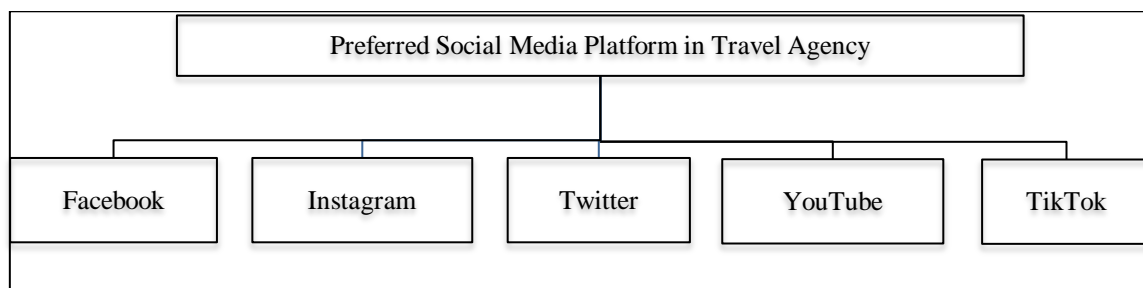 Preferred Social Media Platform in Travel Agency
Facebook
Instagram
Twitter
YouTube
TikTok